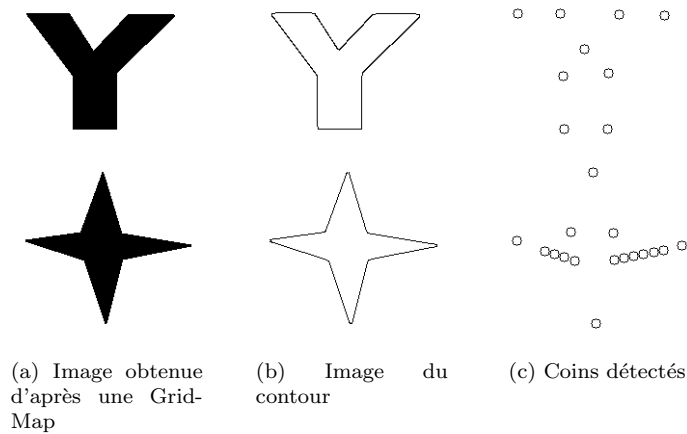 (a) Image obtenue
d'après une Grid-
Map
(b) Image du
contour
(c) Coins détectés